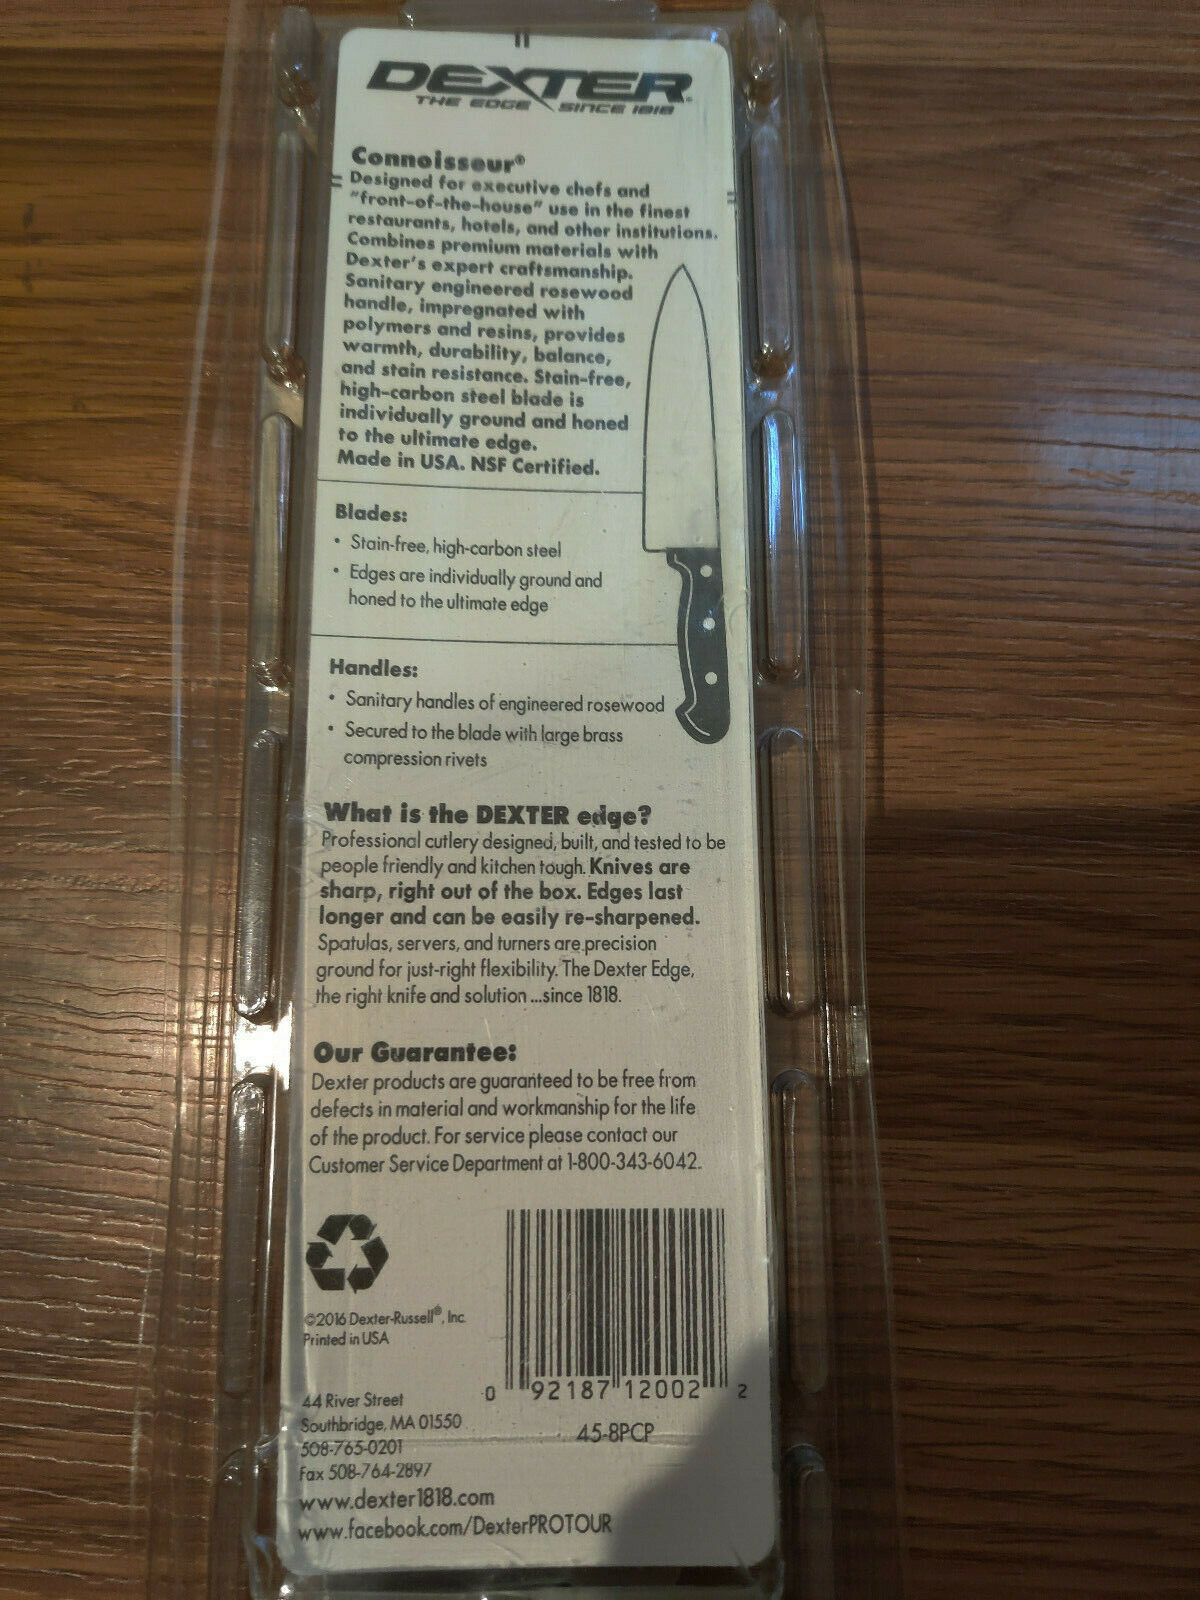 DEXTER®
THE EDGE SINCE 1818
Connoisseur®
Designed for executive chefs and
"front-of-the-house" use in the finest
restaurants, hotels, and other institutions.
Combines premium materials with
Dexter's expert craftsmanship.
Sanitary engineered rosewood
handle, impregnated with
polymers and resins, provides
warmth, durability, balance,
and stain resistance. Stain-free,
high-carbon steel blade is
individually ground and honed
to the ultimate edge.
Made in USA. NSF Certified.
Blades:
• Stain-free, high-carbon steel
• Edges are individually ground and
honed to the ultimate edge
Handles:
• Sanitary handles of engineered rosewood
• Secured to the blade with large brass
compression rivets
What is the DEXTER edge?
Professional cutlery designed, built, and tested to be
people friendly and kitchen tough. Knives are
sharp, right out of the box. Edges last
longer and can be easily re-sharpened.
Spatulas, servers, and turners are precision
ground for just-right flexibility. The Dexter Edge,
the right knife and solution ...since 1818.
Our Guarantee:
Dexter products are guaranteed to be free from
defects in material and workmanship for the life
of the product. For service please contact our
Customer Service Department at 1-800-343-6042.
©2016 Dexter-Russell®, Inc.
Printed in USA
44 River Street
Southbridge, MA 01550
508-765-0201
Fax 508-764-2897
www.dexter1818.com
www.facebook.com/DexterPROTOUR
0 92187 12002 2
45-8PCP